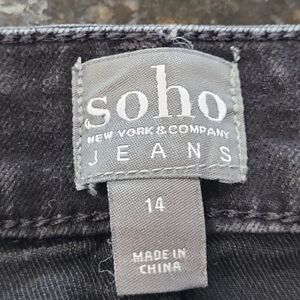 soho
NEW YORK & COMPANY
JEANS
14
MADE IN
CHINA